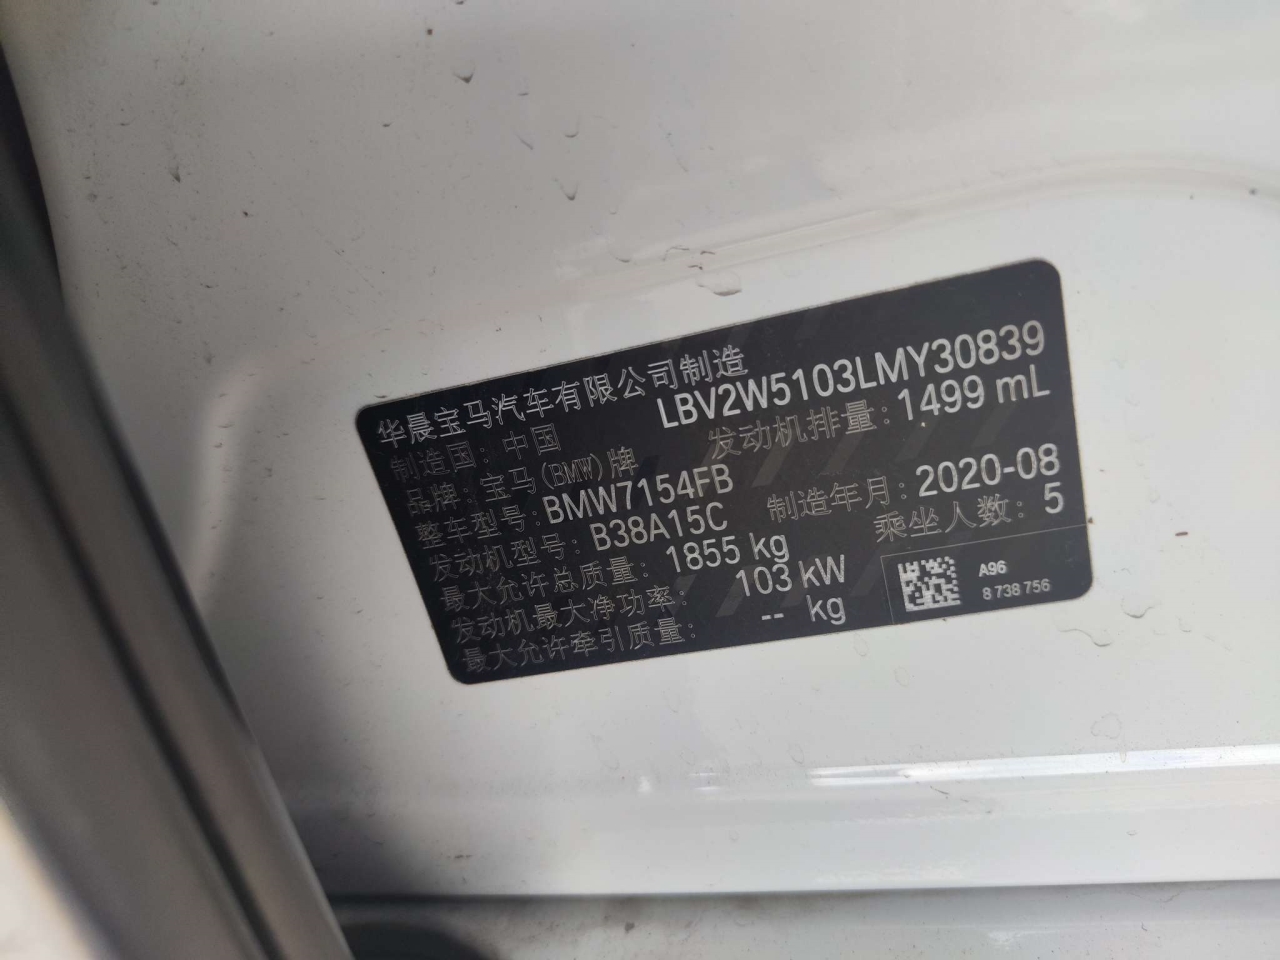 华晨宝马汽车有限公司制造
LBV2W5103LMY30839
制造国: 中国
发动机排量: 1499 mL
品牌: 宝马(BMW)牌
整车型号: BMW7154FB
制造年月: 2020-08
发动机型号: B38A15C
乘坐人数: 5
最大允许总质量: 1855 kg
发动机最大净功率: 103 kW
最大允许牵引质量: -- kg
A96
8 738 756